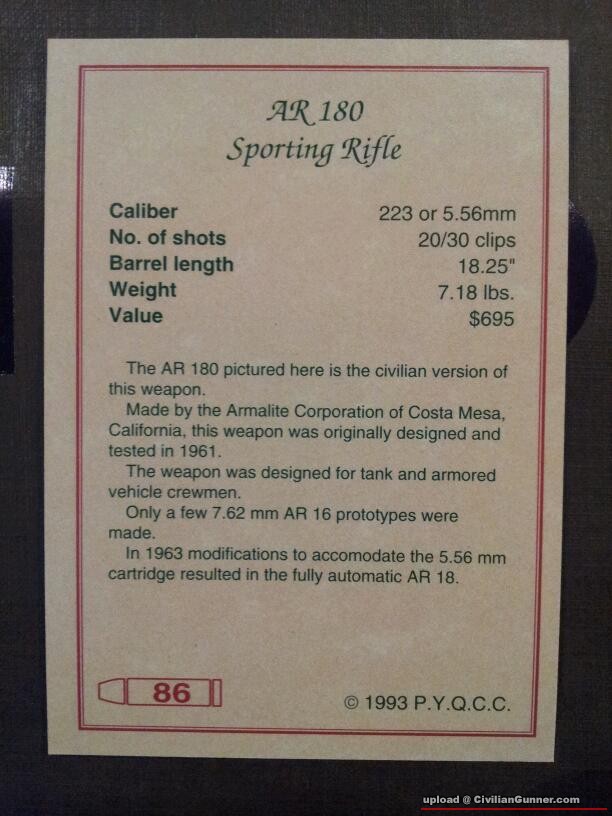 AR 180
Sporting Rifle
Caliber 223 or 5.56mm
No. of shots 20/30 clips
Barrel length 18.25"
Weight 7.18 lbs.
Value $695
The AR 180 pictured here is the civilian version of
this weapon.
Made by the Armalite Corporation of Costa Mesa,
California, this weapon was originally designed and
tested in 1961.
The weapon was designed for tank and armored
vehicle crewmen.
Only a few 7.62 mm AR 16 prototypes were
made.
In 1963 modifications to accomodate the 5.56 mm
cartridge resulted in the fully automatic AR 18.
86
© 1993 P.Y.Q.C.C.
upload @ CivilianGunner.com